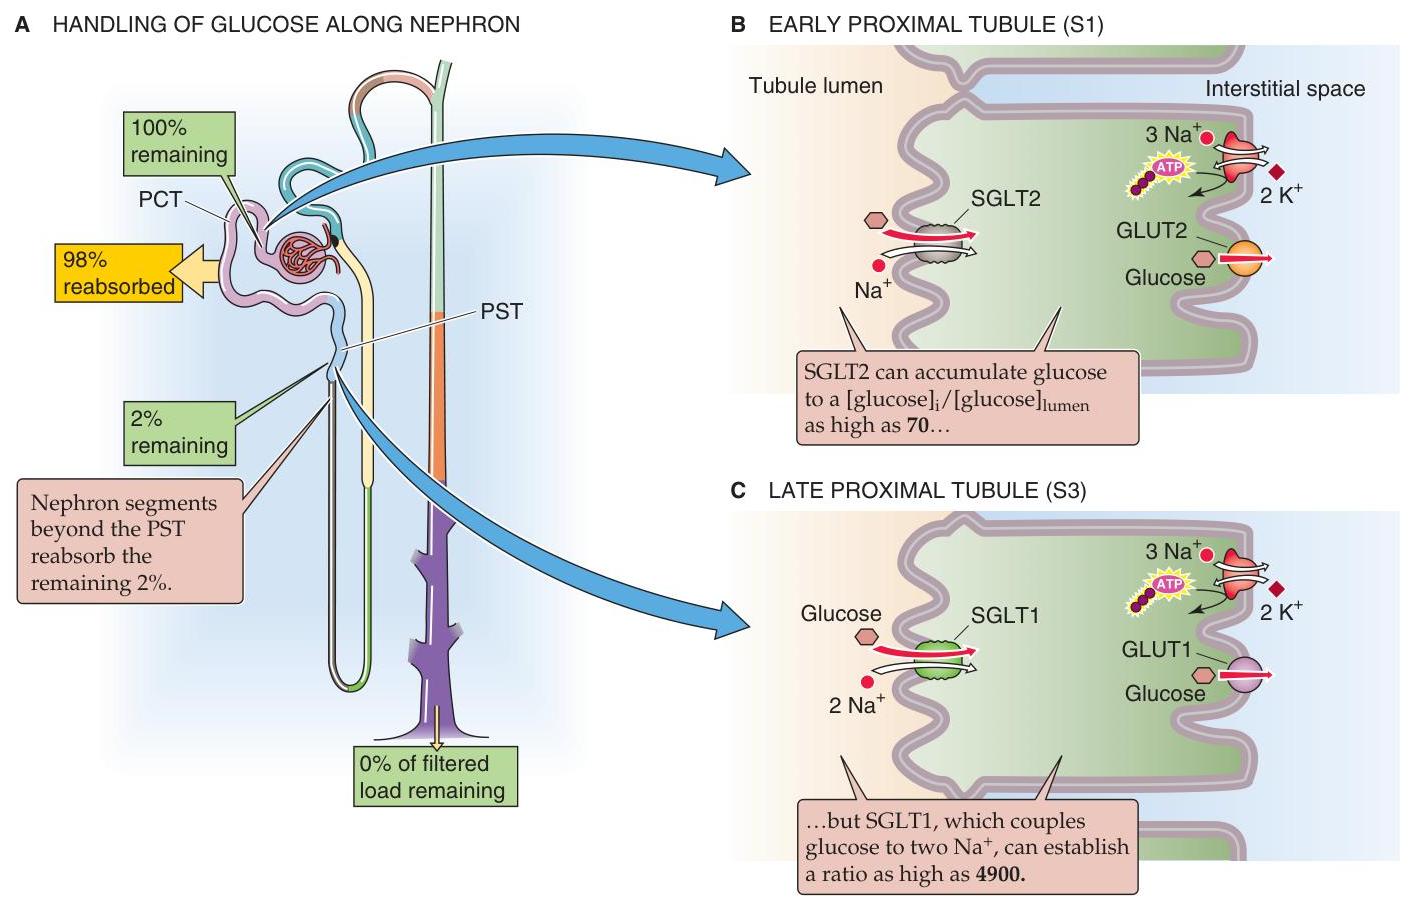 A HANDLING OF GLUCOSE ALONG NEPHRON
100%
remaining
PCT
98%
reabsorbed
PST
2%
remaining
Nephron segments
beyond the PST
reabsorb the
remaining 2%.
0% of filtered
load remaining
B EARLY PROXIMAL TUBULE (S1)
Tubule lumen
Interstitial space
3 Na+
ATP
2 K+
SGLT2
GLUT2
Glucose
Na+
SGLT2 can accumulate glucose
to a [glucose]i/[glucose]lumen
as high as 70…
C LATE PROXIMAL TUBULE (S3)
3 Na+
ATP
2 K+
Glucose
SGLT1
GLUT1
Glucose
2 Na+
…but SGLT1, which couples
glucose to two Na+, can establish
a ratio as high as 4900.